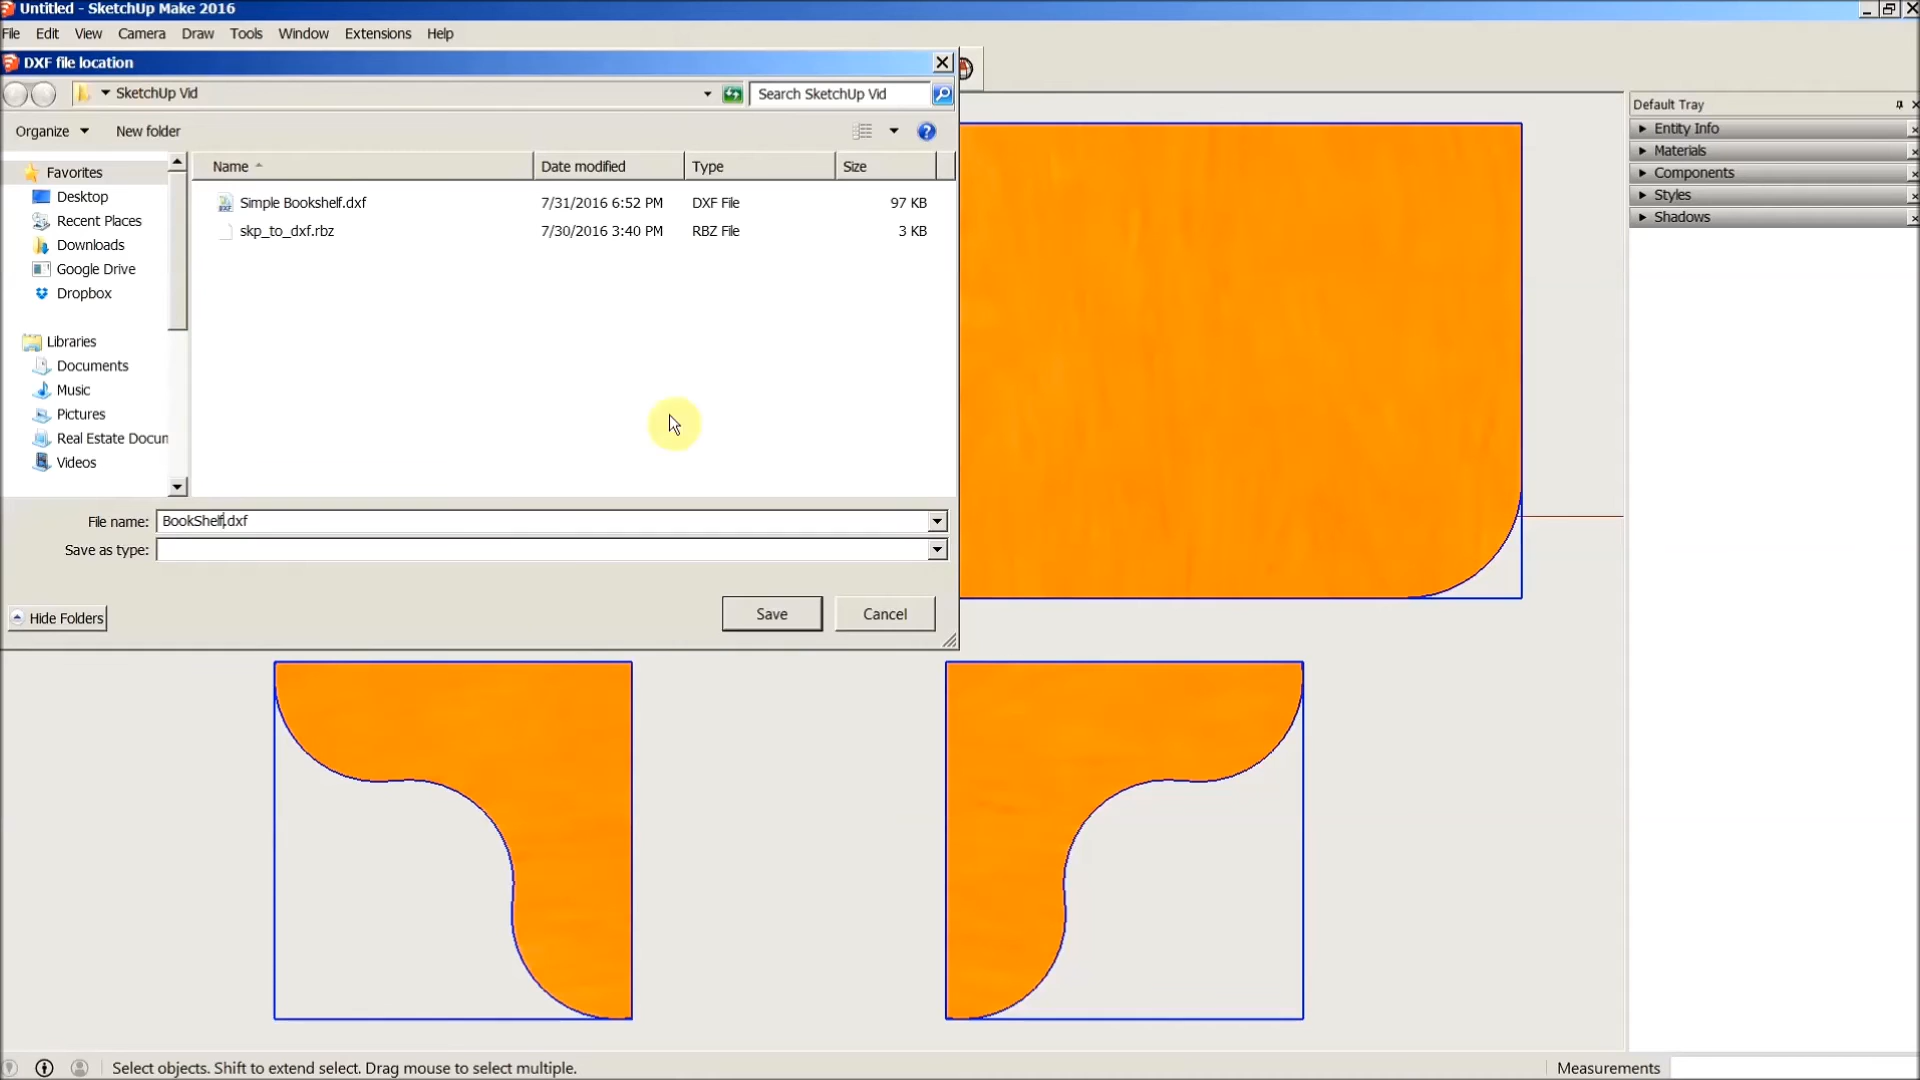 Untitled - SketchUp Make 2016
File Edit View Camera Draw Tools Window Extensions Help
DXF file location
SketchUp Vid
Search SketchUp Vid
Organize New folder
Name Date modified Type Size
Favorites
Desktop
Recent Places
Downloads
Google Drive
Dropbox
Libraries
Documents
Music
Pictures
Real Estate Docun
Videos
Simple Bookshelf.dxf 7/31/2016 6:52 PM DXF File 97 KB
skp_to_dxf.rbz 7/30/2016 3:40 PM RBZ File 3 KB
File name: BookShelf.dxf
Save as type:
Hide Folders
Save Cancel
Default Tray
Entity Info
Materials
Components
Styles
Shadows
Select objects. Shift to extend select. Drag mouse to select multiple.
Measurements